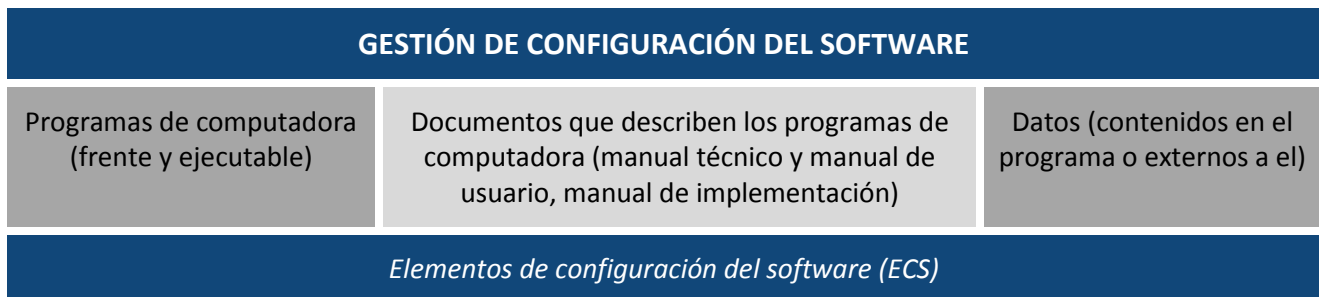 GESTIÓN DE CONFIGURACIÓN DEL SOFTWARE
Programas de computadora
(frente y ejecutable)
Documentos que describen los programas de
computadora (manual técnico y manual de
usuario, manual de implementación)
Datos (contenidos en el
programa o externos a el)
Elementos de configuración del software (ECS)